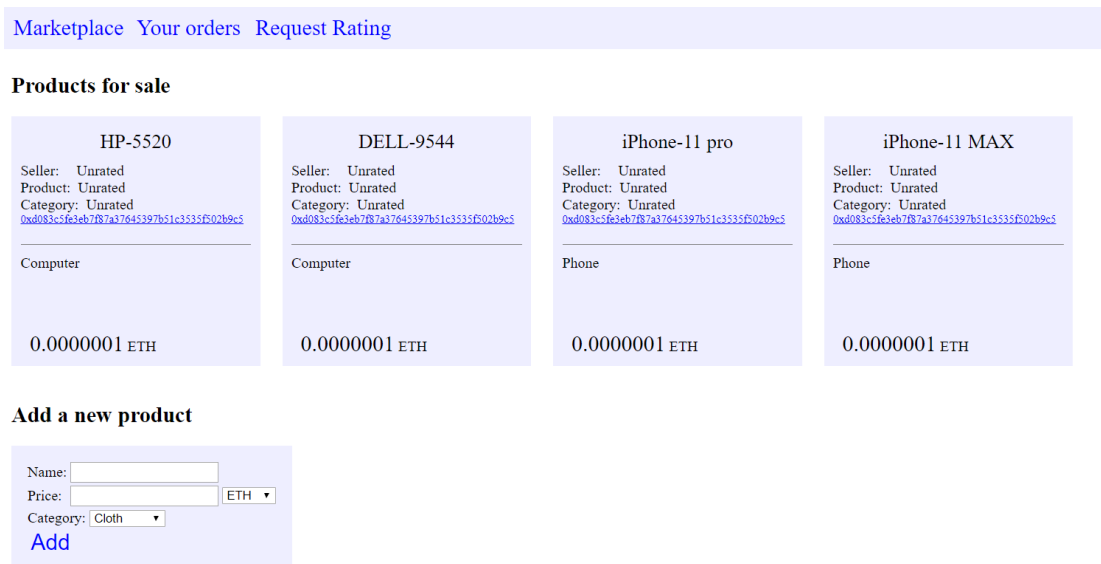 Marketplace Your orders Request Rating
Products for sale
HP-5520
Seller: Unrated
Product: Unrated
Category: Unrated
0xd083c5fe3eb7f87a37645397b51c3535f502b9c5
Computer
0.0000001 ETH
DELL-9544
Seller: Unrated
Product: Unrated
Category: Unrated
0xd083c5fe3eb7f87a37645397b51c3535f502b9c5
Computer
0.0000001 ETH
iPhone-11 pro
Seller: Unrated
Product: Unrated
Category: Unrated
0xd083c5fe3eb7f87a37645397b51c3535f502b9c5
Phone
0.0000001 ETH
iPhone-11 MAX
Seller: Unrated
Product: Unrated
Category: Unrated
0xd083c5fe3eb7f87a37645397b51c3535f502b9c5
Phone
0.0000001 ETH
Add a new product
Name:
Price: ETH
Category: Cloth
Add